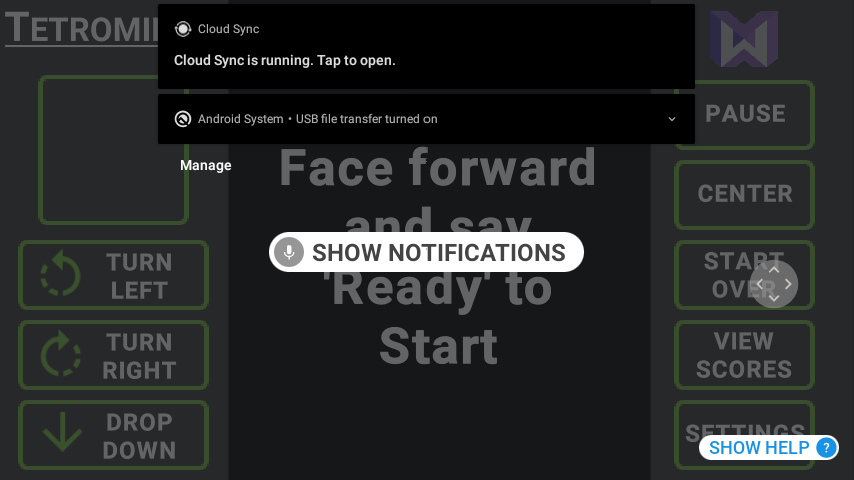 TETROMI
Cloud Sync
Cloud Sync is running. Tap to open.
Android System • USB file transfer turned on
Manage
PAUSE
CENTER
START
OVER
VIEW
SCORES
SETTINGS
TURN
LEFT
TURN
RIGHT
DROP
DOWN
Face forward
and say
'Ready' to
Start
SHOW NOTIFICATIONS
SHOW HELP ?